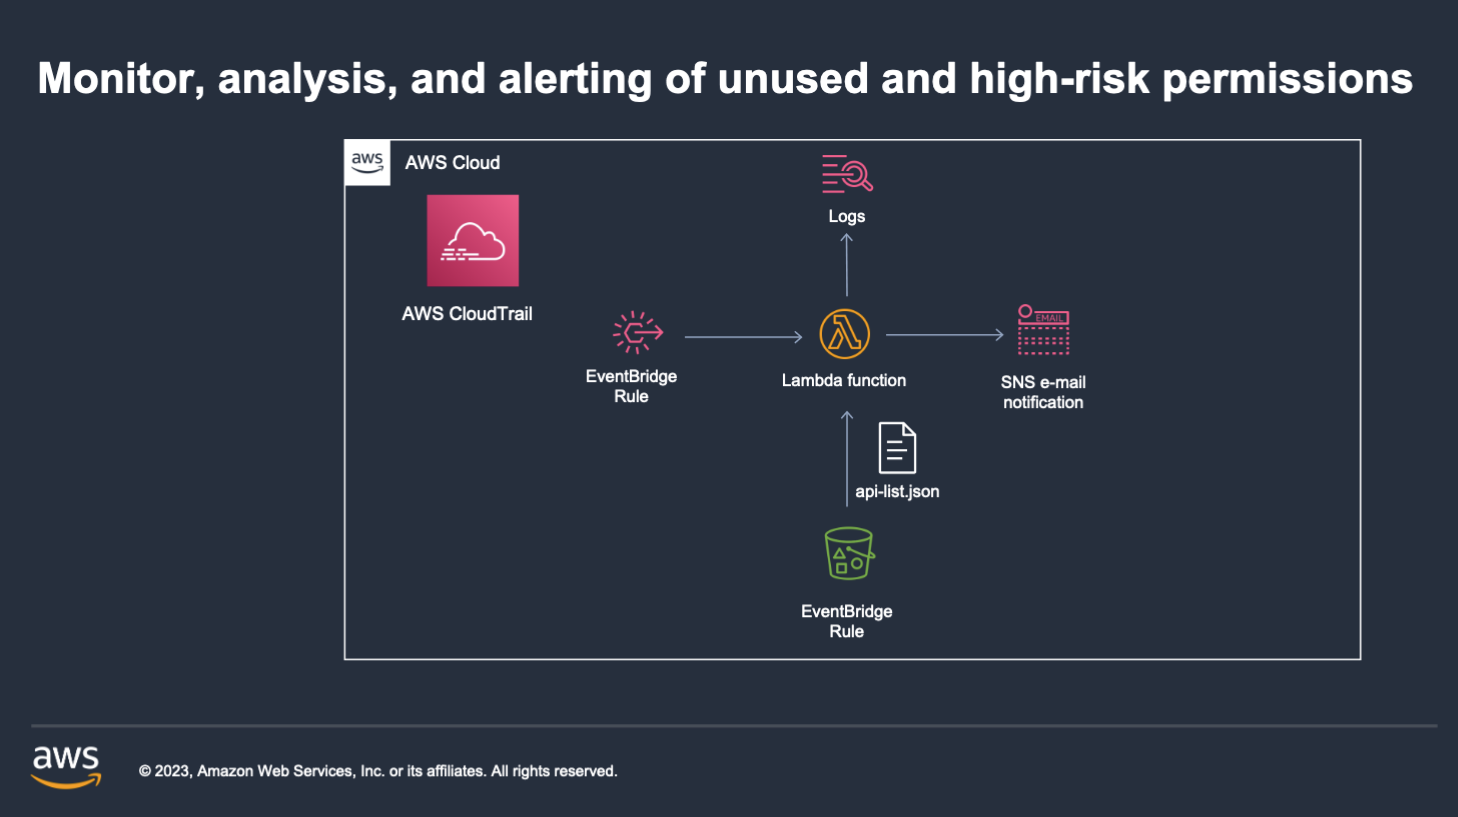 Monitor, analysis, and alerting of unused and high-risk permissions
aws
AWS Cloud
Logs
AWS CloudTrail
EventBridge
Rule
Lambda function
EMAIL
SNS e-mail
notification
api-list.json
EventBridge
Rule
aws
© 2023, Amazon Web Services, Inc. or its affiliates. All rights reserved.